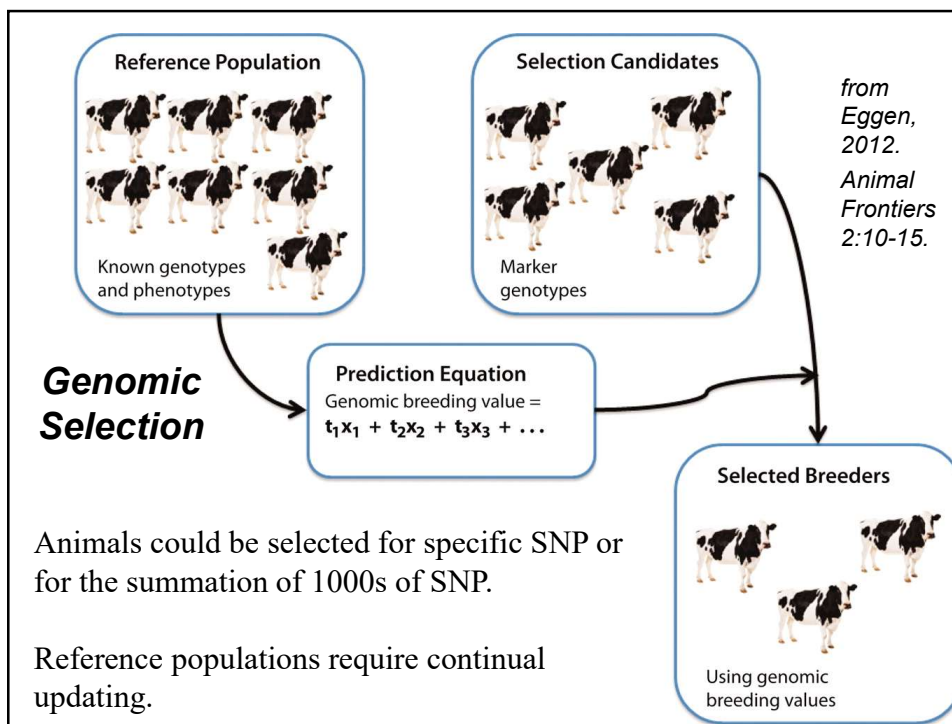 Reference Population
Known genotypes
and phenotypes
Selection Candidates
Marker
genotypes
from
Eggen,
2012.
Animal
Frontiers
2:10-15.
Genomic
Selection
Prediction Equation
Genomic breeding value =
t₁x₁ + t₂x₂ + t₃x₃ + ...
Selected Breeders
Using genomic
breeding values
Animals could be selected for specific SNP or
for the summation of 1000s of SNP.
Reference populations require continual
updating.